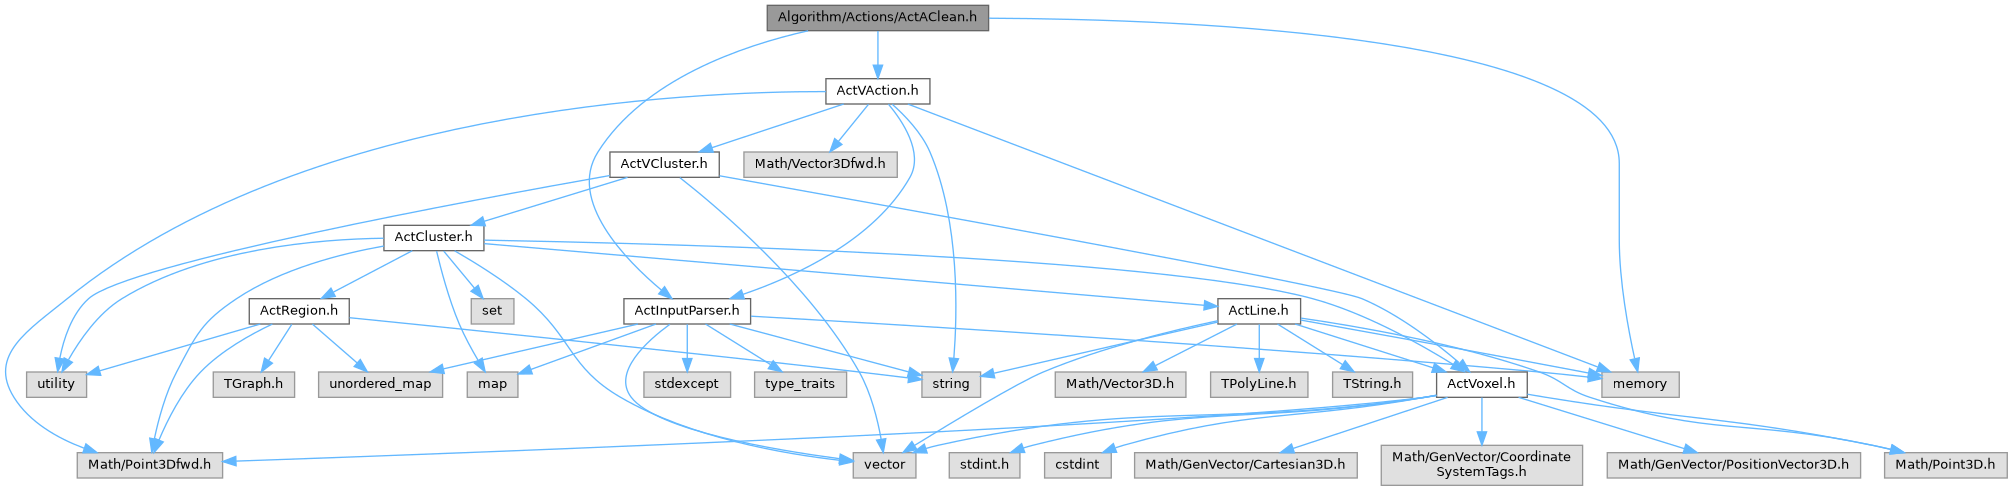 Algorithm/Actions/ActAClean.h
ActVAction.h
ActVCluster.h
Math/Vector3Dfwd.h
ActCluster.h
ActRegion.h
set
ActInputParser.h
ActLine.h
utility
TGraph.h
unordered_map
map
stdexcept
type_traits
string
Math/Vector3D.h
TPolyLine.h
TString.h
ActVoxel.h
memory
Math/Point3Dfwd.h
vector
stdint.h
cstdint
Math/GenVector/Cartesian3D.h
Math/GenVector/Coordinate
SystemTags.h
Math/GenVector/PositionVector3D.h
Math/Point3D.h